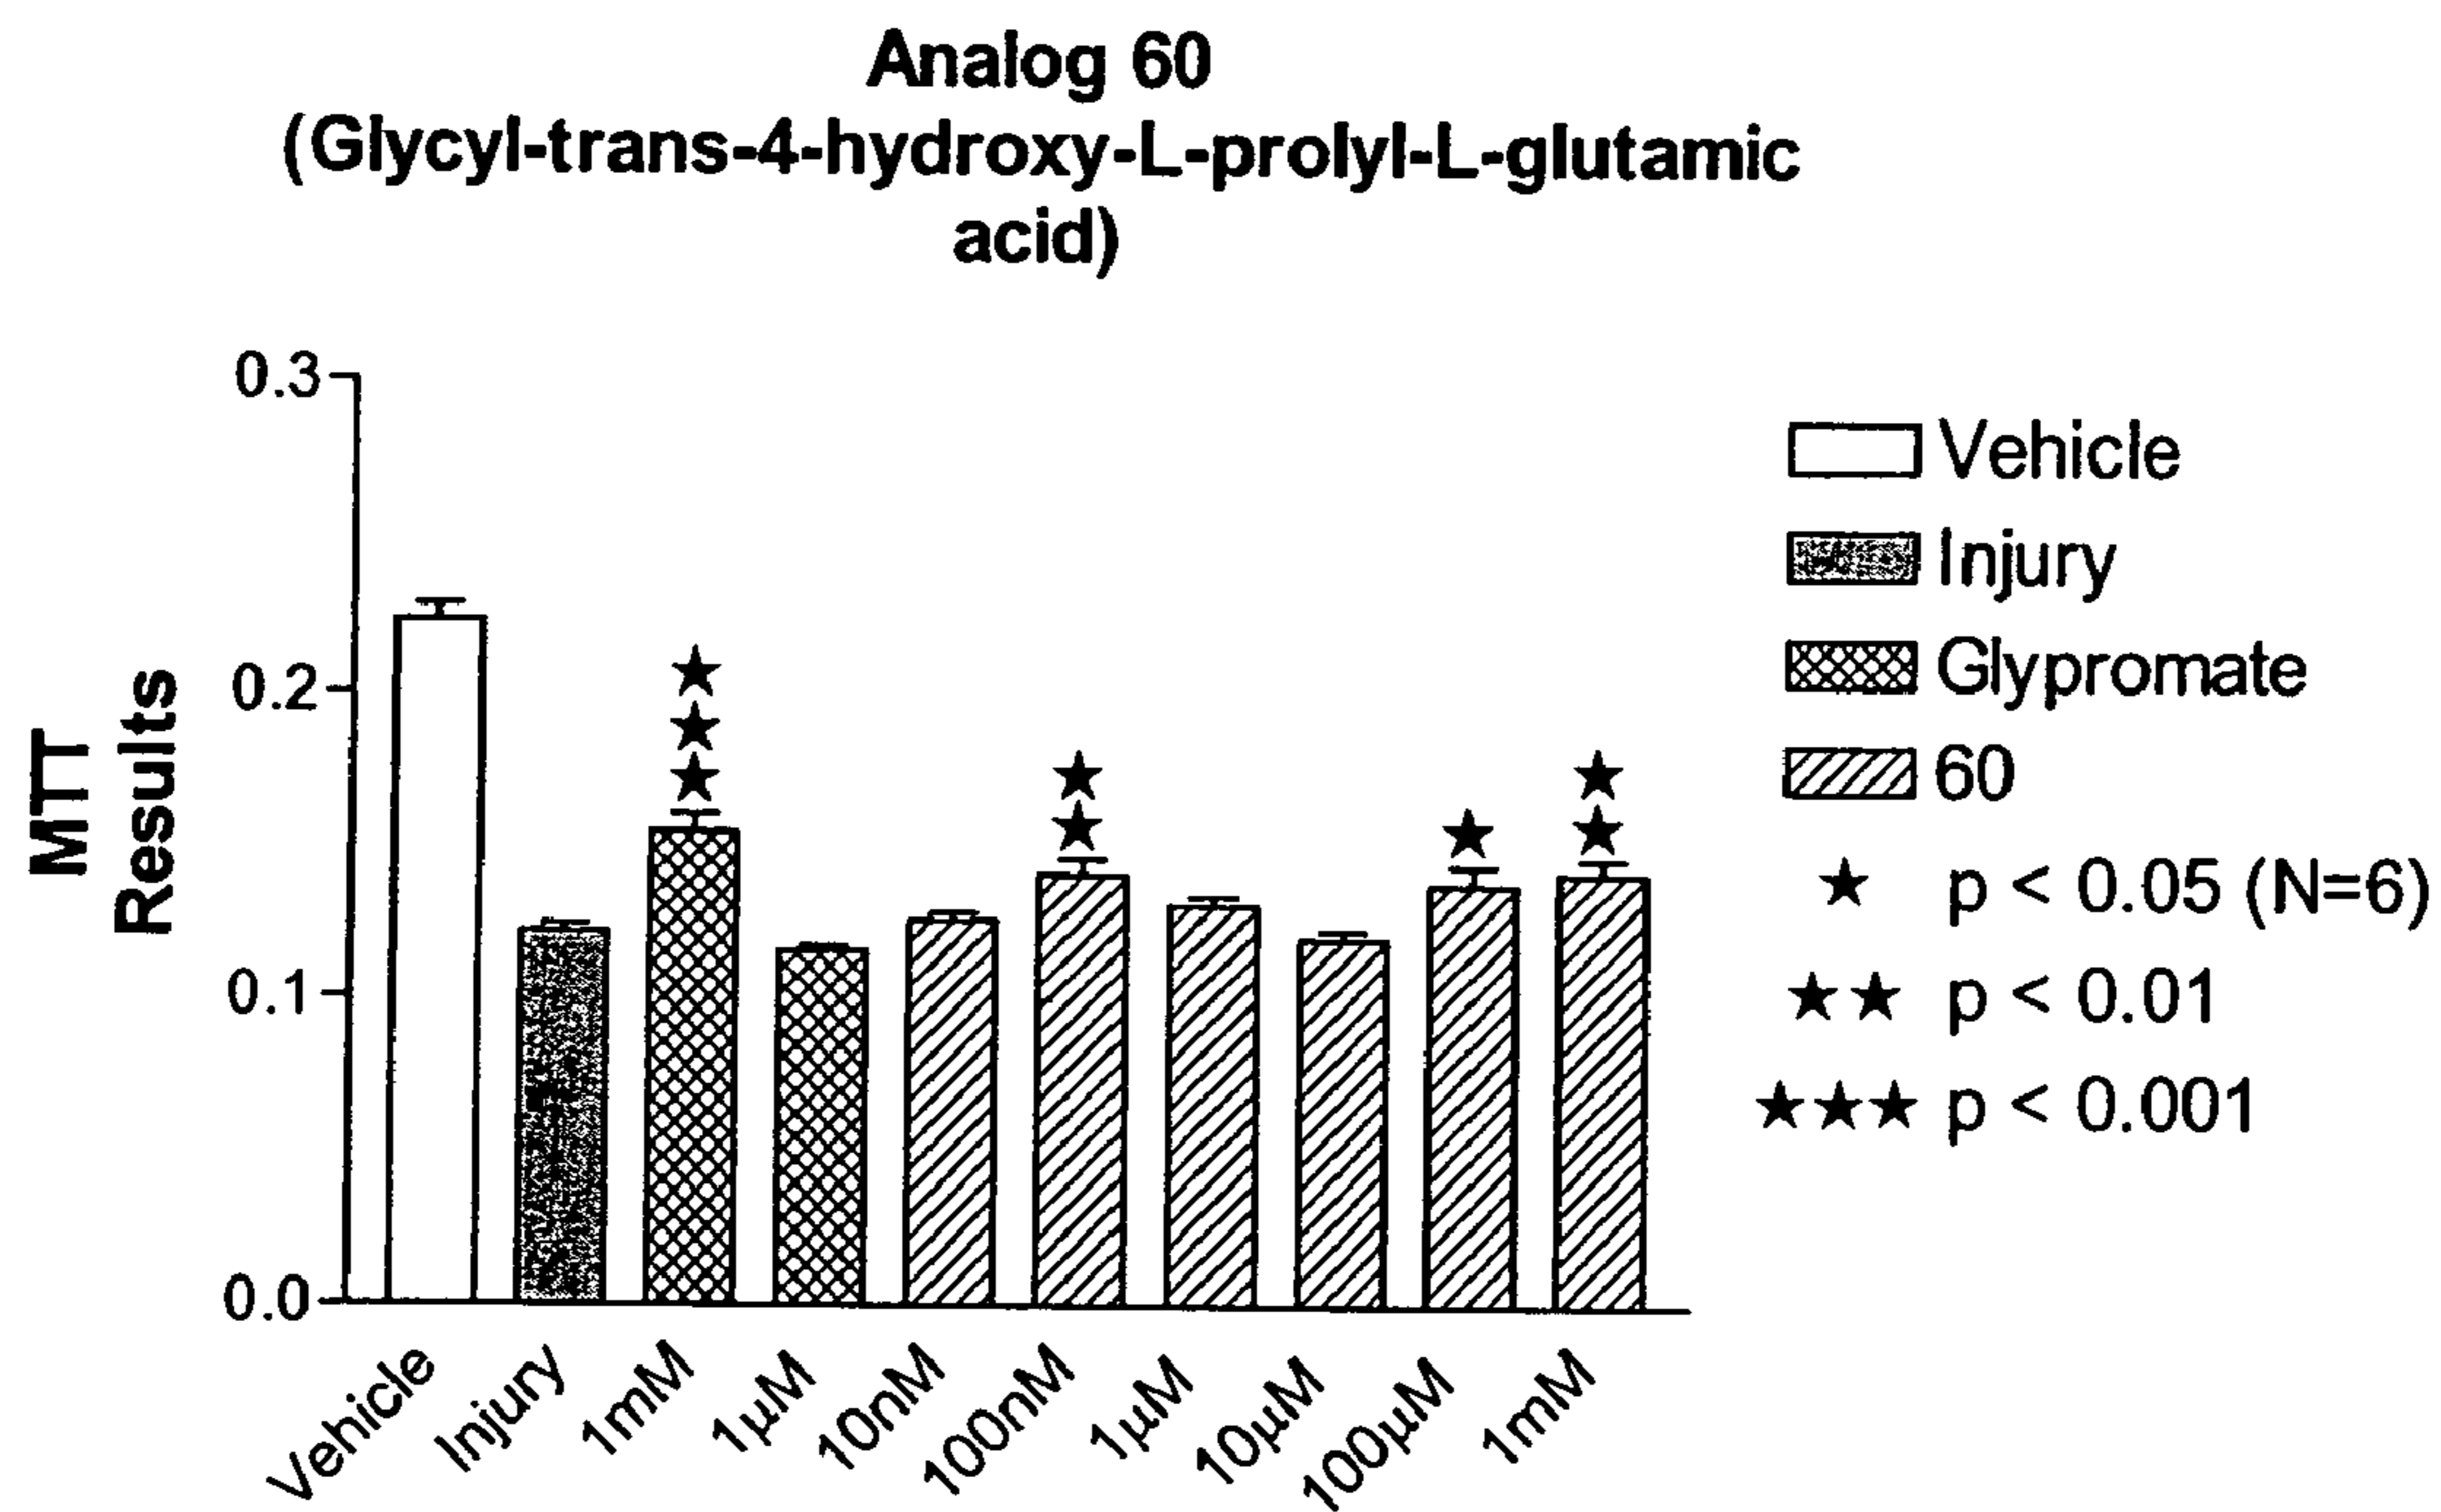 Analog 60
(Glycyl-trans-4-hydroxy-L-prolyl-L-glutamic
acid)
MTT
Results
0.3
0.2
0.1
0.0
Vehicle
Injury
1mM
1µM
10nM
100nM
1µM
10µM
100µM
1mM
Vehicle
Injury
Glypromate
60
★ p < 0.05 (N=6)
★★ p < 0.01
★★★ p < 0.001